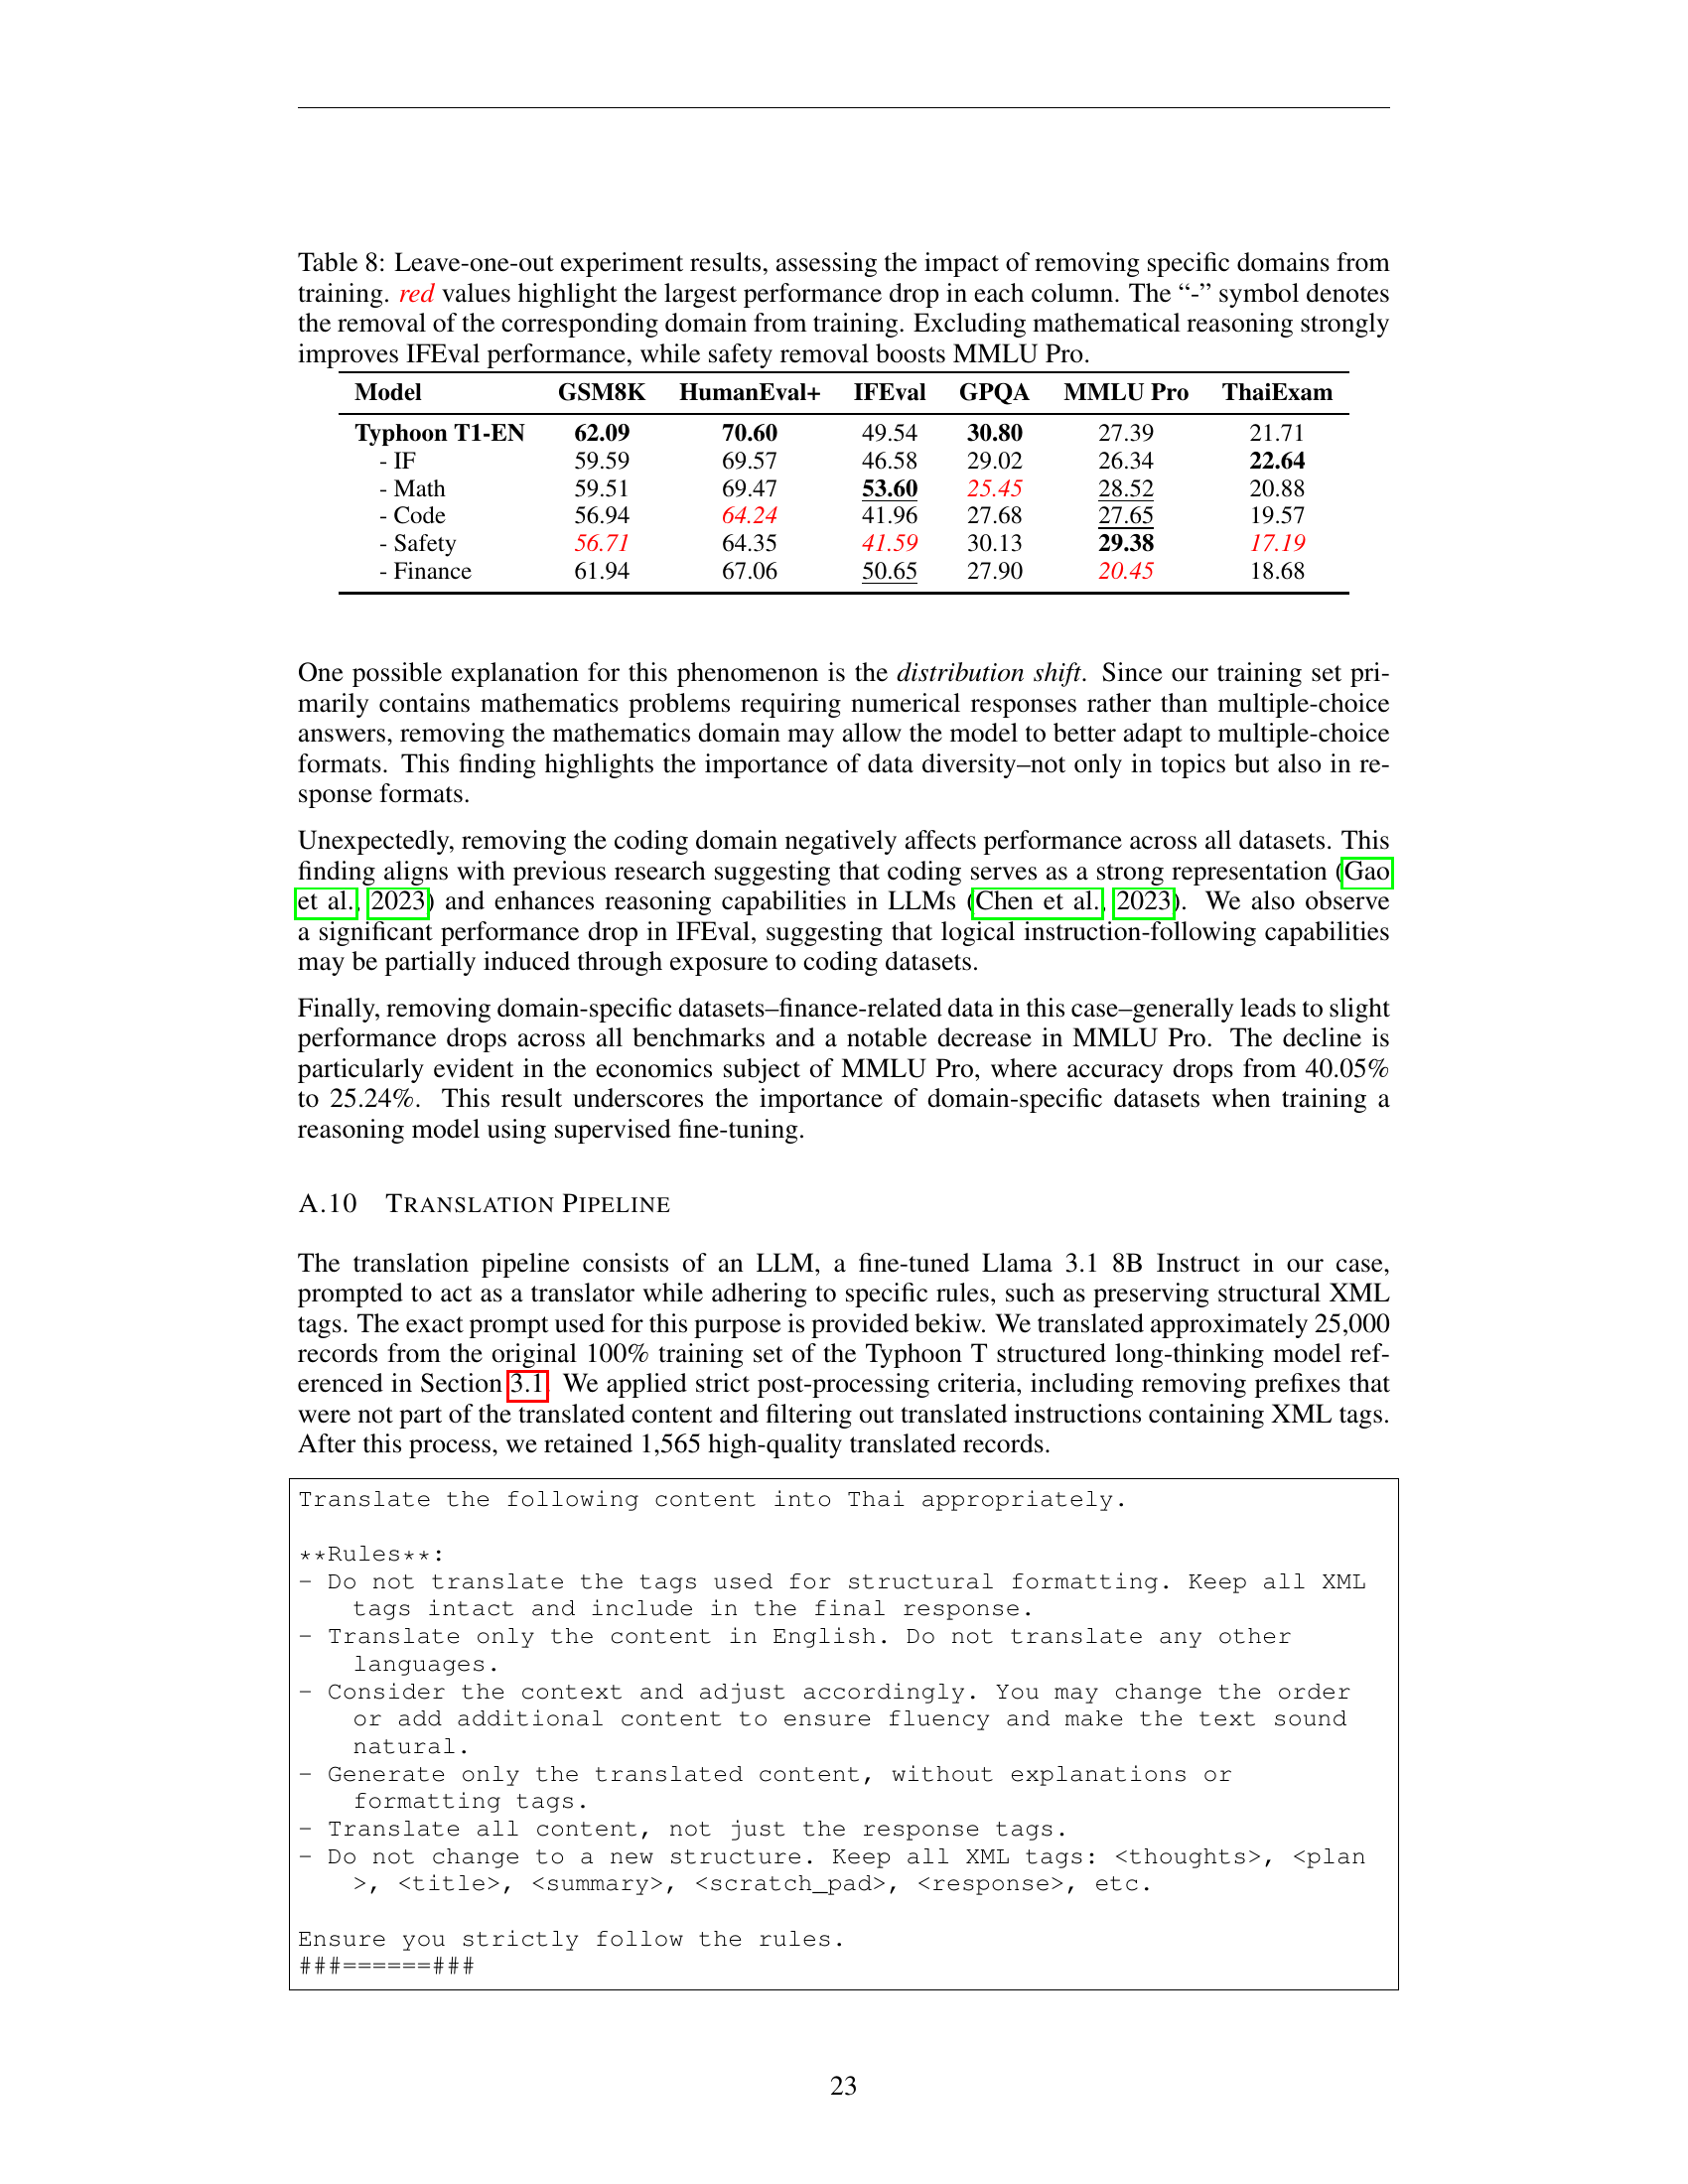 Table 8: Leave-one-out experiment results, assessing the impact of removing specific domains from
training. red values highlight the largest performance drop in each column. The “-” symbol denotes
the removal of the corresponding domain from training. Excluding mathematical reasoning strongly
improves IFEval performance, while safety removal boosts MMLU Pro.
Model GSM8K HumanEval+ IFEval GPQA MMLU Pro ThaiExam
Typhoon T1-EN 62.09 70.60 49.54 30.80 27.39 21.71
- IF 59.59 69.57 46.58 29.02 26.34 22.64
- Math 59.51 69.47 53.60 25.45 28.52 20.88
- Code 56.94 64.24 41.96 27.68 27.65 19.57
- Safety 56.71 64.35 41.59 30.13 29.38 17.19
- Finance 61.94 67.06 50.65 27.90 20.45 18.68
One possible explanation for this phenomenon is the distribution shift. Since our training set pri-
marily contains mathematics problems requiring numerical responses rather than multiple-choice
answers, removing the mathematics domain may allow the model to better adapt to multiple-choice
formats. This finding highlights the importance of data diversity–not only in topics but also in re-
sponse formats.
Unexpectedly, removing the coding domain negatively affects performance across all datasets. This
finding aligns with previous research suggesting that coding serves as a strong representation (Gao
et al., 2023) and enhances reasoning capabilities in LLMs (Chen et al., 2023). We also observe
a significant performance drop in IFEval, suggesting that logical instruction-following capabilities
may be partially induced through exposure to coding datasets.
Finally, removing domain-specific datasets–finance-related data in this case–generally leads to slight
performance drops across all benchmarks and a notable decrease in MMLU Pro. The decline is
particularly evident in the economics subject of MMLU Pro, where accuracy drops from 40.05%
to 25.24%. This result underscores the importance of domain-specific datasets when training a
reasoning model using supervised fine-tuning.
A.10 TRANSLATION PIPELINE
The translation pipeline consists of an LLM, a fine-tuned Llama 3.1 8B Instruct in our case,
prompted to act as a translator while adhering to specific rules, such as preserving structural XML
tags. The exact prompt used for this purpose is provided bekiw. We translated approximately 25,000
records from the original 100% training set of the Typhoon T structured long-thinking model ref-
erenced in Section 3.1. We applied strict post-processing criteria, including removing prefixes that
were not part of the translated content and filtering out translated instructions containing XML tags.
After this process, we retained 1,565 high-quality translated records.
Translate the following content into Thai appropriately.
**Rules**:
- Do not translate the tags used for structural formatting. Keep all XML
tags intact and include in the final response.
- Translate only the content in English. Do not translate any other
languages.
- Consider the context and adjust accordingly. You may change the order
or add additional content to ensure fluency and make the text sound
natural.
- Generate only the translated content, without explanations or
formatting tags.
- Translate all content, not just the response tags.
- Do not change to a new structure. Keep all XML tags: <thoughts>, <plan
>, <title>, <summary>, <scratch_pad>, <response>, etc.
Ensure you strictly follow the rules.
###======###
23